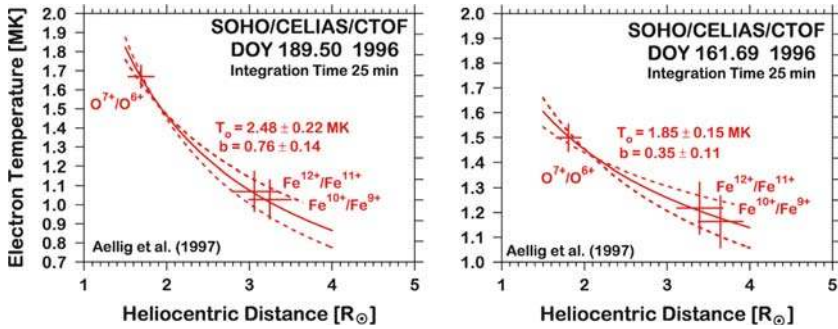 Electron Temperature [MK]
2.0
1.9
1.8
1.7
1.6
1.5
1.4
1.3
1.2
1.1
1.0
0.9
0.8
0.7
SOHO/CELIAS/CTOF
DOY 189.50 1996
Integration Time 25 min
O⁷⁺/O⁶⁺
Tₒ = 2.48 ± 0.22 MK
b = 0.76 ± 0.14
Fe¹²⁺/Fe¹¹⁺
Fe¹⁰⁺/Fe⁹⁺
Aellig et al. (1997)
1 2 3 4 5
Heliocentric Distance [R☉]
2.0
1.9
1.8
1.7
1.6
1.5
1.4
1.3
1.2
1.1
1.0
SOHO/CELIAS/CTOF
DOY 161.69 1996
Integration Time 25 min
Tₒ = 1.85 ± 0.15 MK
b = 0.35 ± 0.11
O⁷⁺/O⁶⁺
Fe¹²⁺/Fe¹¹⁺
Fe¹⁰⁺/Fe⁹⁺
Aellig et al. (1997)
1 2 3 4 5
Heliocentric Distance [R☉]